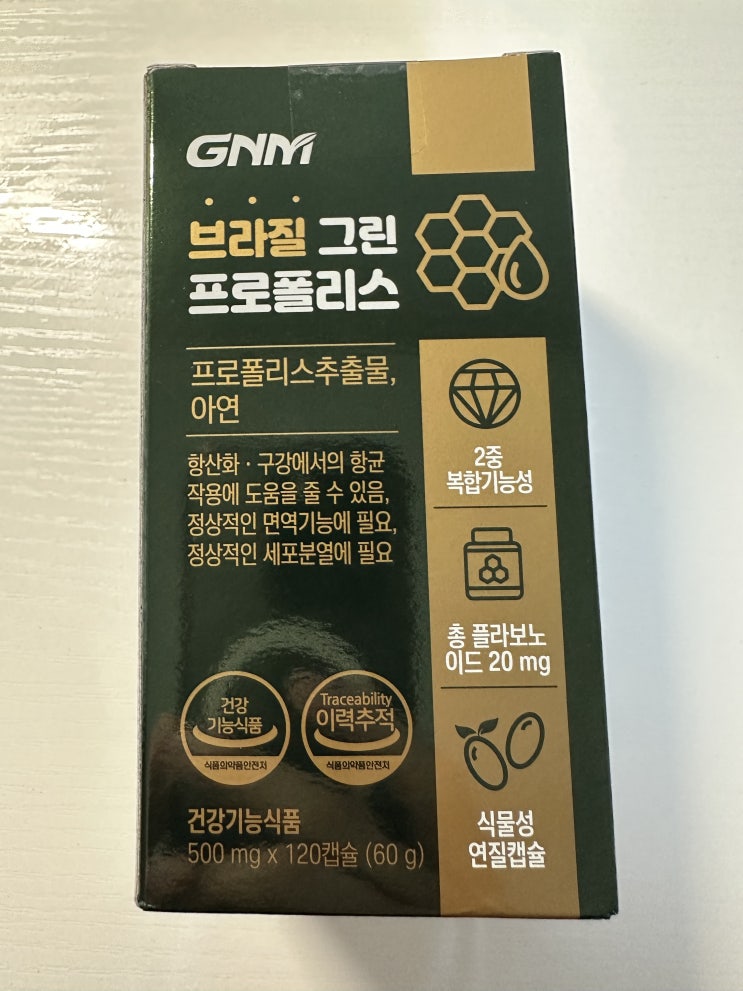 GNM
브라질 그린
프로폴리스
프로폴리스추출물,
아연
항산화 · 구강에서의 항균
작용에 도움을 줄 수 있음,
정상적인 면역기능에 필요,
정상적인 세포분열에 필요
2중
복합기능성
총 플라보노
이드 20 mg
식물성
연질캡슐
건강
기능식품
식품의약품안전처
Traceability
이력추적
식품의약품안전처
건강기능식품
500 mg x 120캡슐 (60 g)